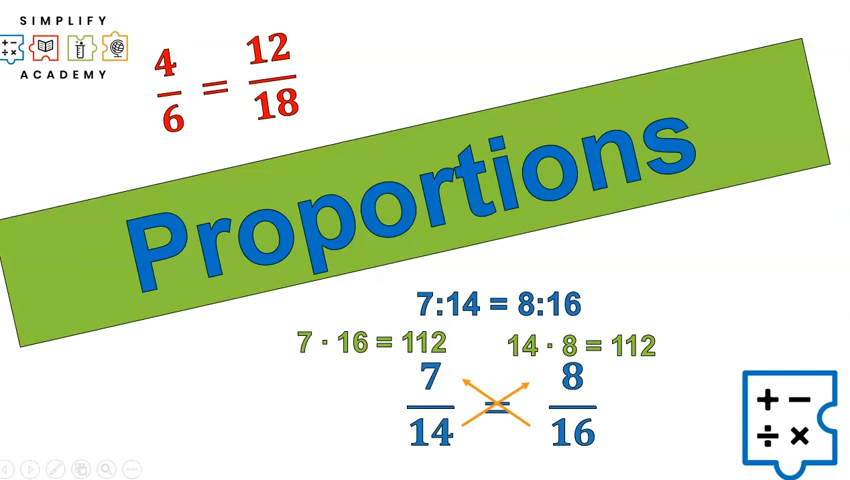 SIMPLIFY
ACADEMY
4/6 = 12/18
Proportions
7:14 = 8:16
7 · 16 = 112
14 · 8 = 112
7/14 = 8/16
+ −
÷ ×